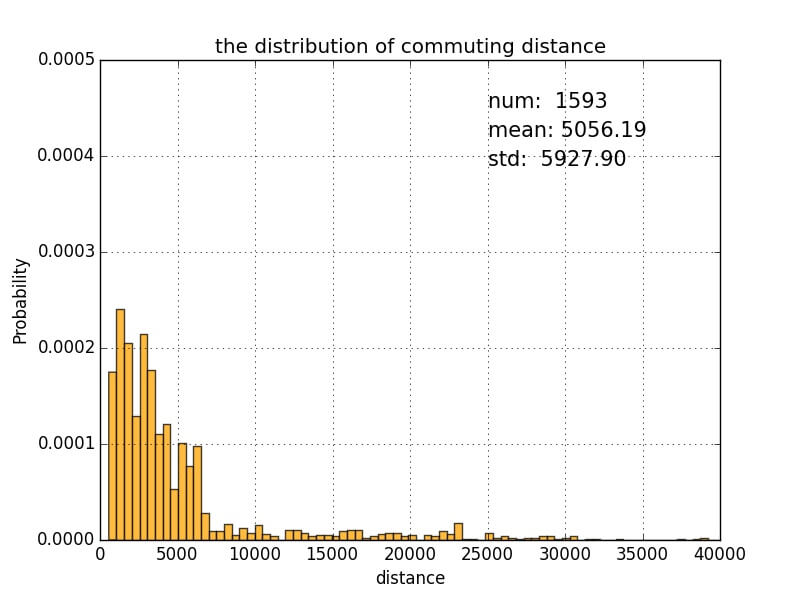 the distribution of commuting distance
0.0005
0.0004
0.0003
0.0002
0.0001
0.0000
Probability
num:  1593
mean: 5056.19
std:  5927.90
0 5000 10000 15000 20000 25000 30000 35000 40000
distance